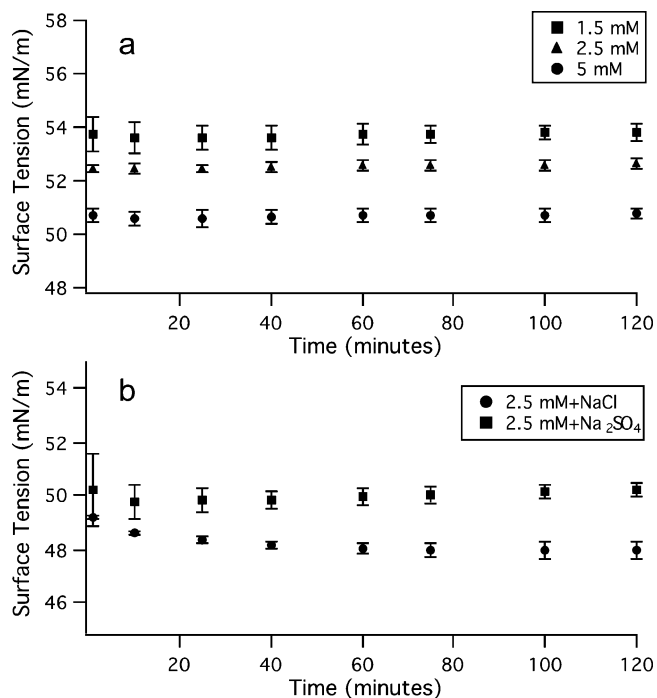 58
56
54
52
50
48
Surface Tension (mN/m)
a
1.5 mM
2.5 mM
5 mM
20 40 60 80 100 120
Time (minutes)
54
52
50
48
46
Surface Tension (mN/m)
b
2.5 mM+NaCl
2.5 mM+Na₂SO₄
20 40 60 80 100 120
Time (minutes)